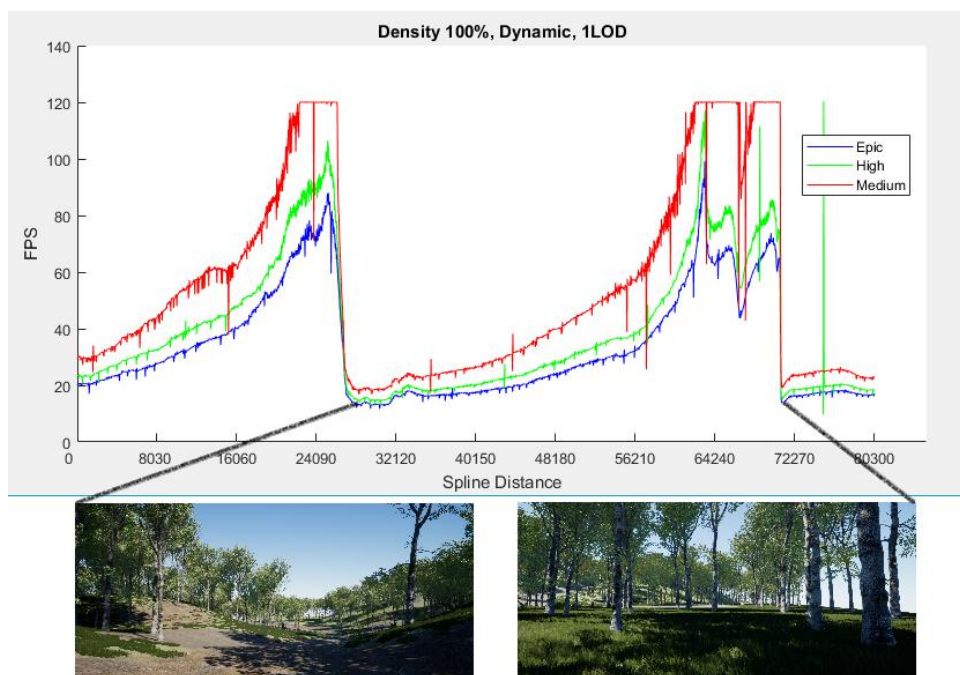 Density 100%, Dynamic, 1LOD
140
120
100
80
60
40
20
0
FPS
Epic
High
Medium
0 8030 16060 24090 32120 40150 48180 56210 64240 72270 80300
Spline Distance